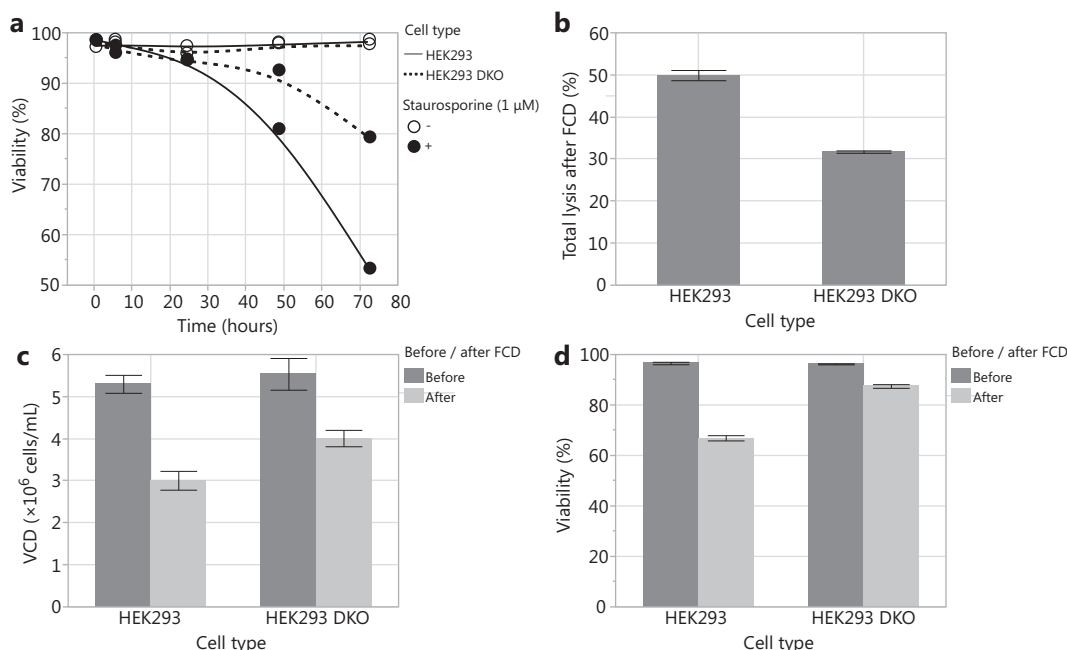 a
Viability (%)
100
90
80
70
60
50
0 10 20 30 40 50 60 70 80
Time (hours)
Cell type
HEK293
HEK293 DKO
Staurosporine (1 μM)
-
+
b
Total lysis after FCD (%)
60
50
40
30
20
10
0
HEK293 HEK293 DKO
Cell type
c
VCD (×10⁶ cells/mL)
6
5
4
3
2
1
0
HEK293 HEK293 DKO
Cell type
Before / after FCD
Before
After
d
Viability (%)
100
80
60
40
20
0
HEK293 HEK293 DKO
Cell type
Before / after FCD
Before
After